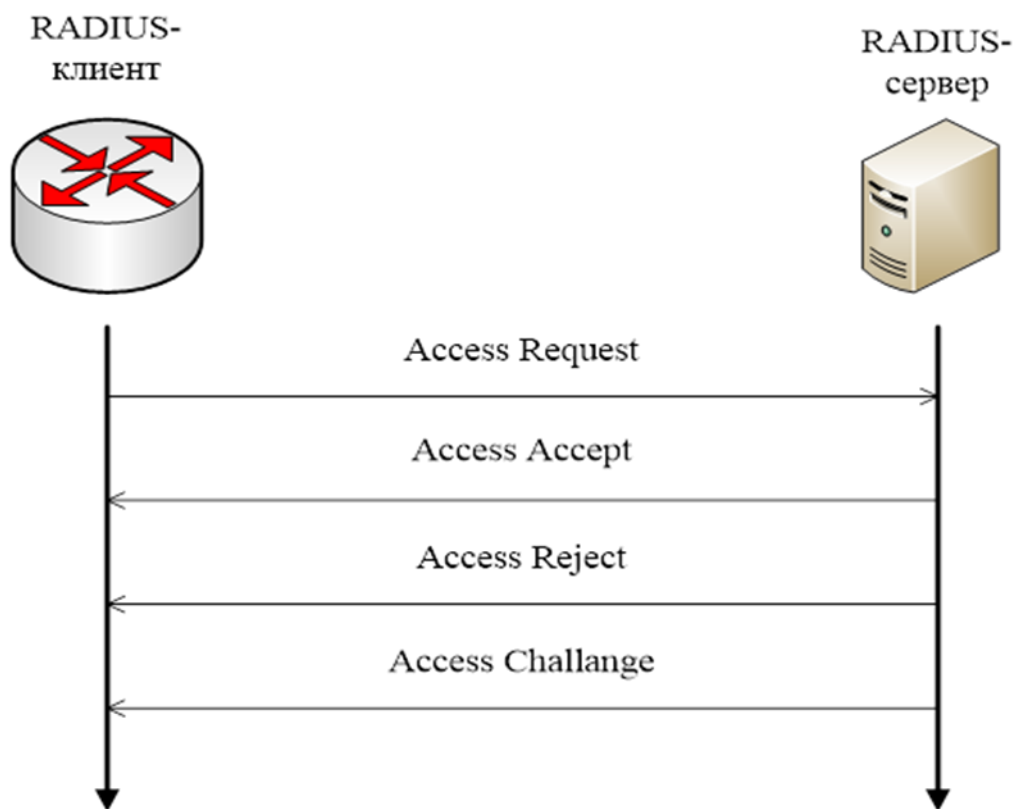 RADIUS-
клиент
RADIUS-
сервер
Access Request
Access Accept
Access Reject
Access Challange